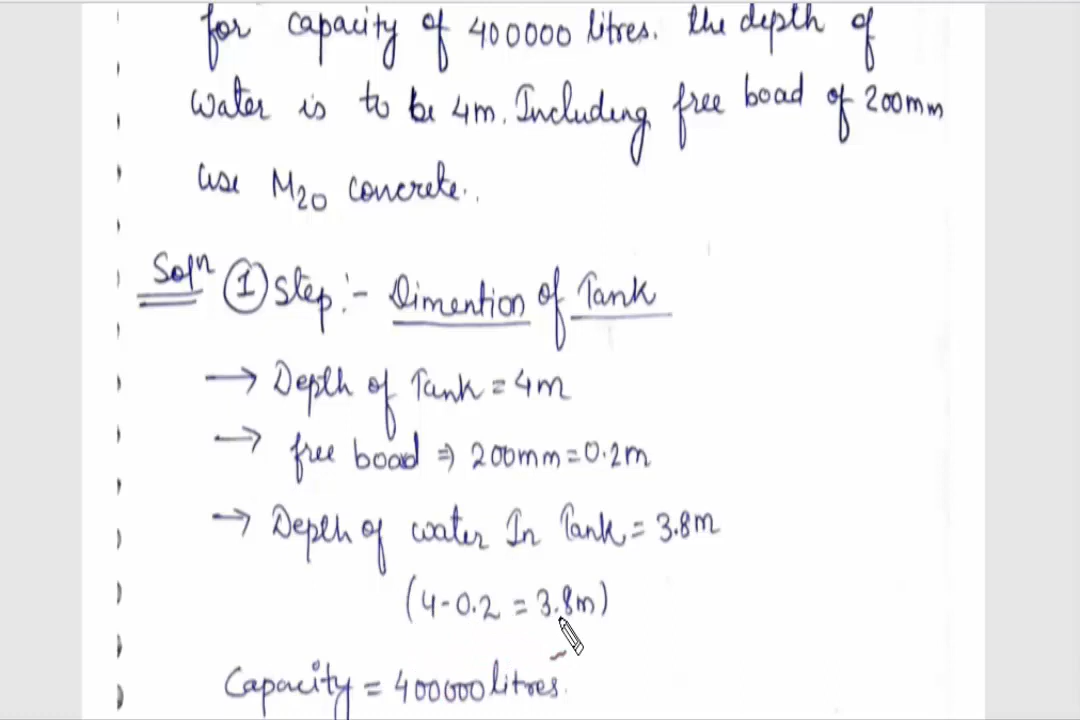 for capacity of 400000 litres. the depth of
water is to be 4m. Including free boad of 200mm
use M20 concrete.
Solⁿ ① Step:- Dimention of Tank
→ Depth of Tank = 4m
→ free boad ⇒ 200mm = 0.2m
→ Depth of water In Tank = 3.8m
(4-0.2 = 3.8m)
Capacity = 400000 litres.